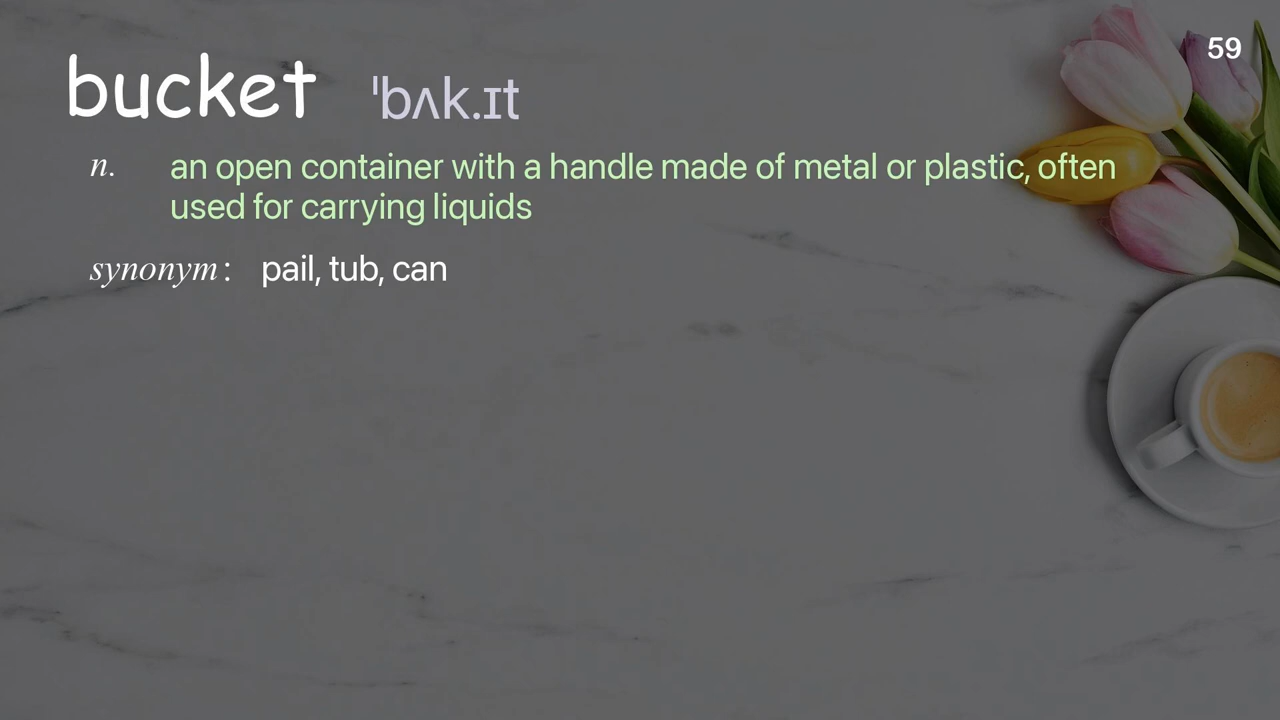 59
bucket ˈbʌk.ɪt
n. an open container with a handle made of metal or plastic, often
used for carrying liquids
synonym: pail, tub, can